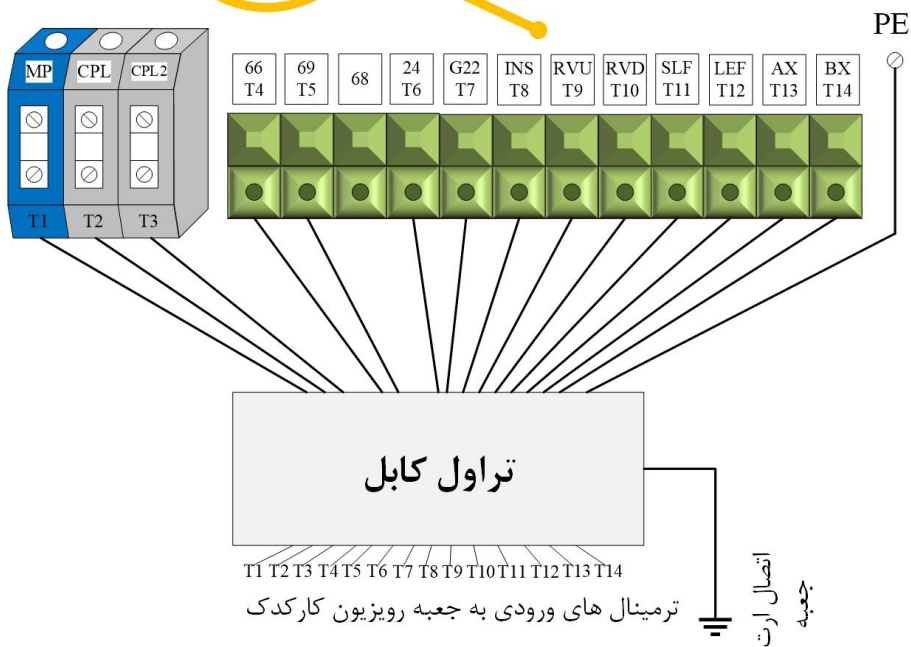 PE
MP CPL CPL2
66 69 68 24 G22 INS RVU RVD SLF LEF AX BX
T4 T5 T6 T7 T8 T9 T10 T11 T12 T13 T14
T1 T2 T3
تراول کابل
T1 T2 T3 T4 T5 T6 T7 T8 T9 T10 T11 T12 T13 T14
ترمینال های ورودی به جعبه رویزیون کارکدک
اتصال ارت
جعبه